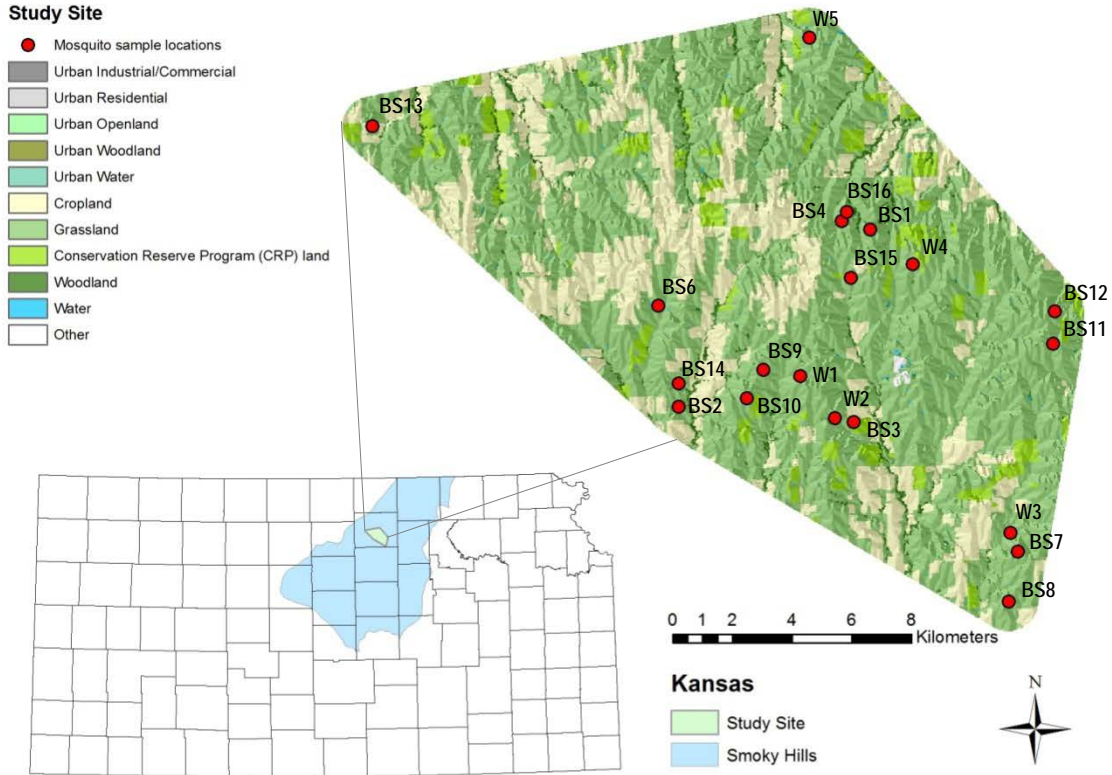 Study Site
Mosquito sample locations
Urban Industrial/Commercial
Urban Residential
Urban Openland
Urban Woodland
Urban Water
Cropland
Grassland
Conservation Reserve Program (CRP) land
Woodland
Water
Other
W5
BS13
BS16
BS4
BS1
W4
BS15
BS12
BS6
BS11
BS9
W1
BS14
BS10
W2
BS2
BS3
W3
BS7
BS8
0 1 2 4 6 8
Kilometers
Kansas
Study Site
Smoky Hills
N